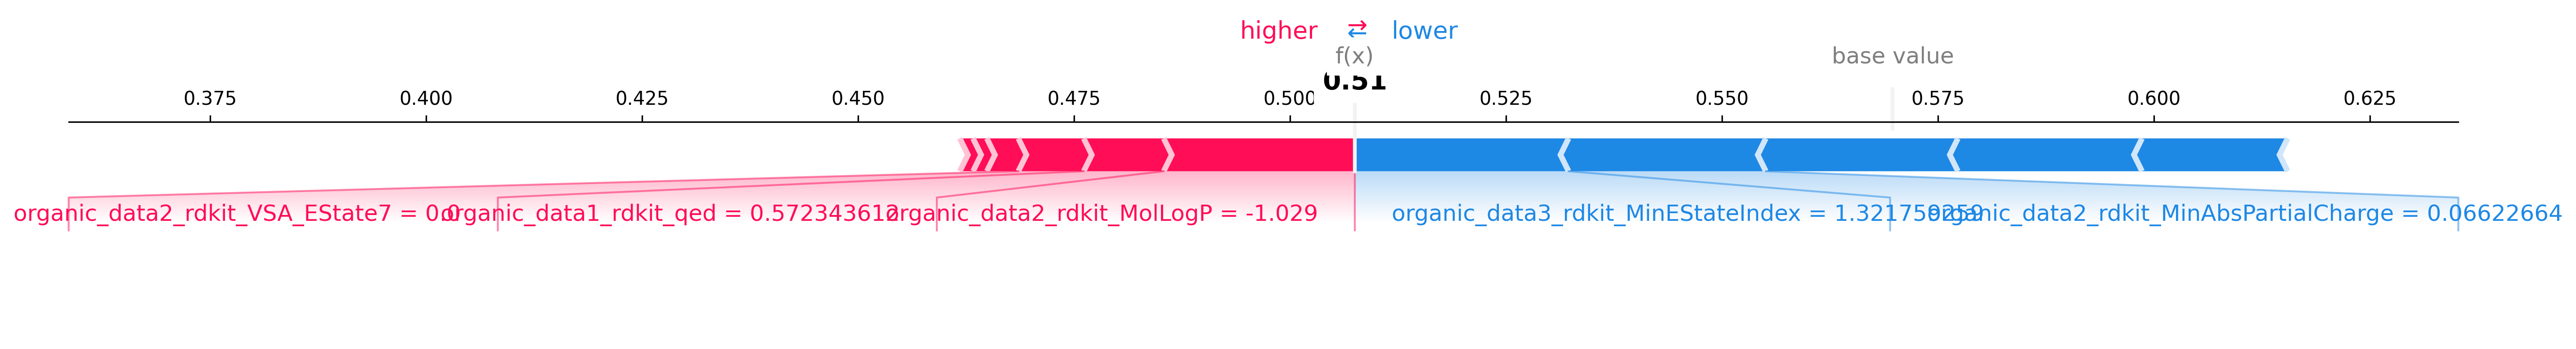 higher ⇄ lower
f(x) base value
0.51
0.375 0.400 0.425 0.450 0.475 0.500 0.525 0.550 0.575 0.600 0.625
organic_data2_rdkit_VSA_EState7 = 0.0 organic_data1_rdkit_qed = 0.572343612 organic_data2_rdkit_MolLogP = -1.029 organic_data3_rdkit_MinEStateIndex = 1.321759259 organic_data2_rdkit_MinAbsPartialCharge = 0.06622664